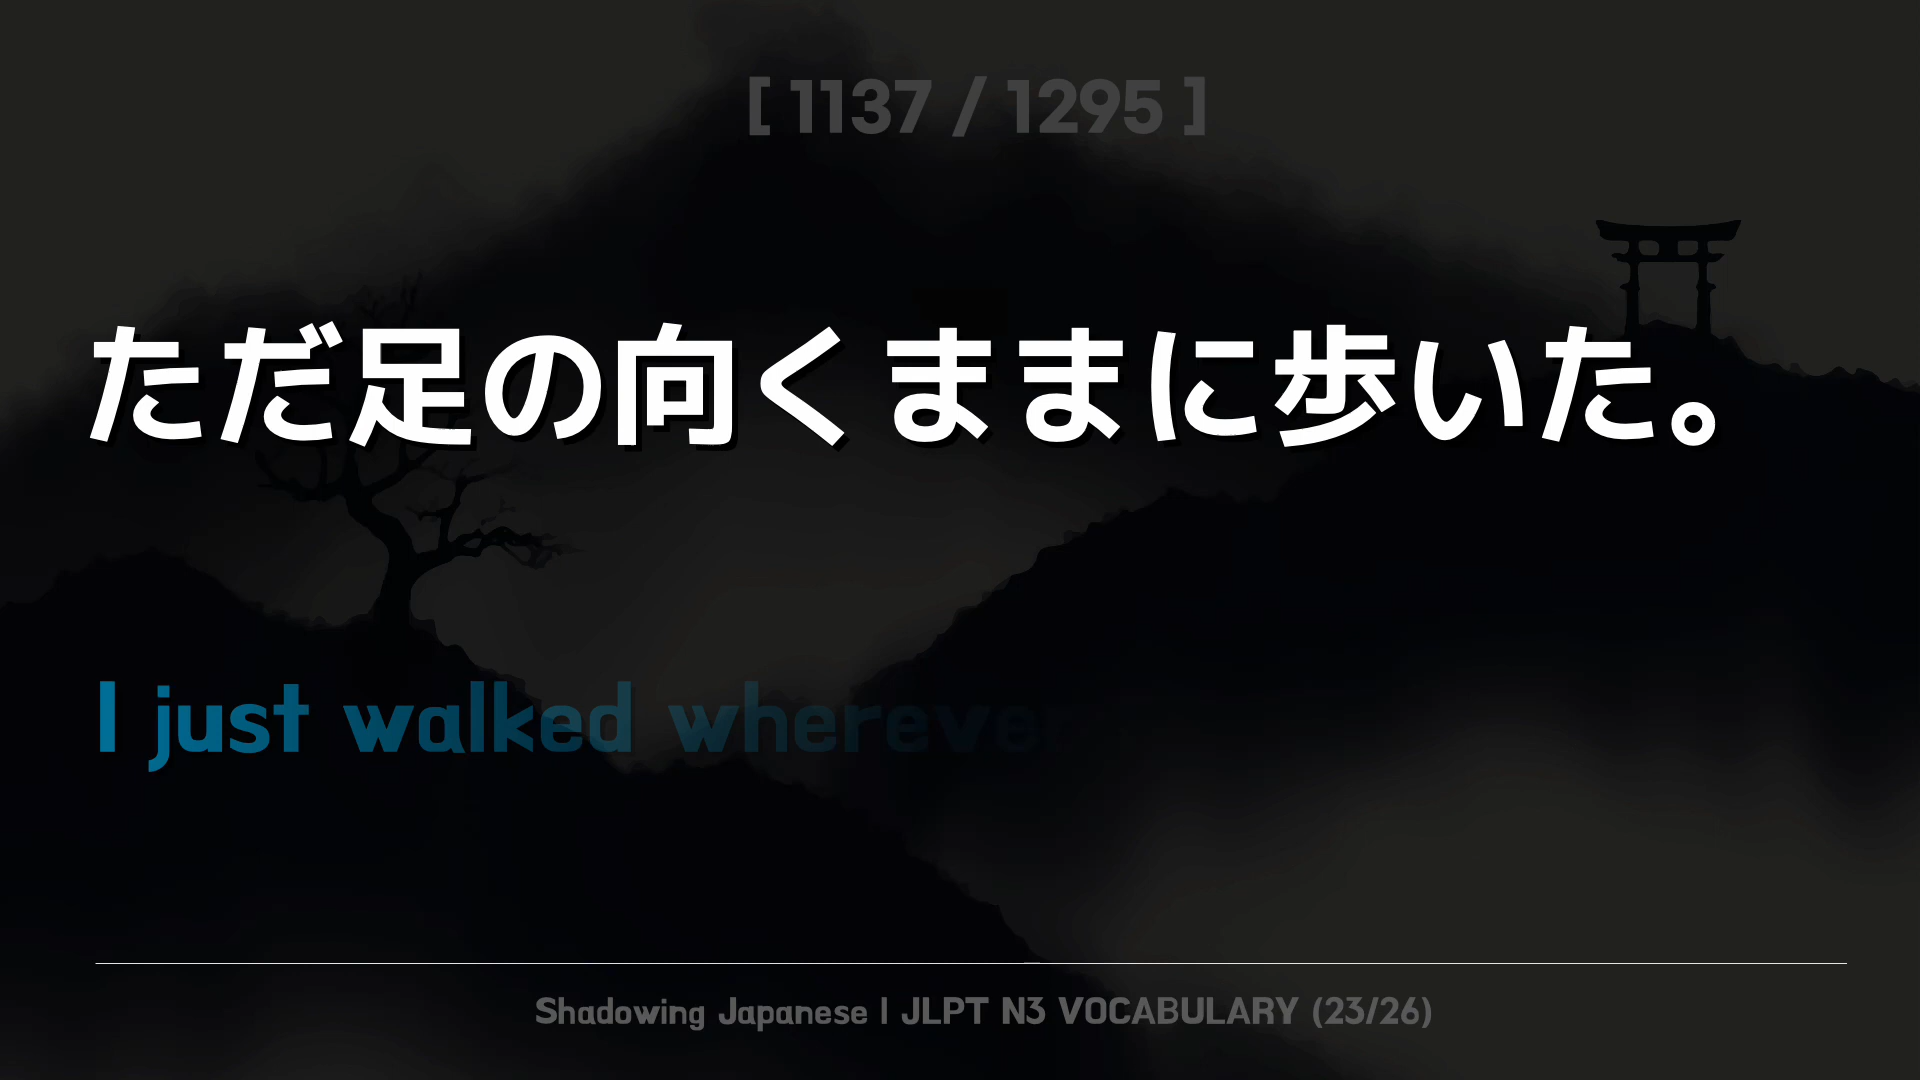 [ 1137 / 1295 ]
ただ足の向くままに歩いた。
I just walked wherever
Shadowing Japanese | JLPT N3 VOCABULARY (23/26)